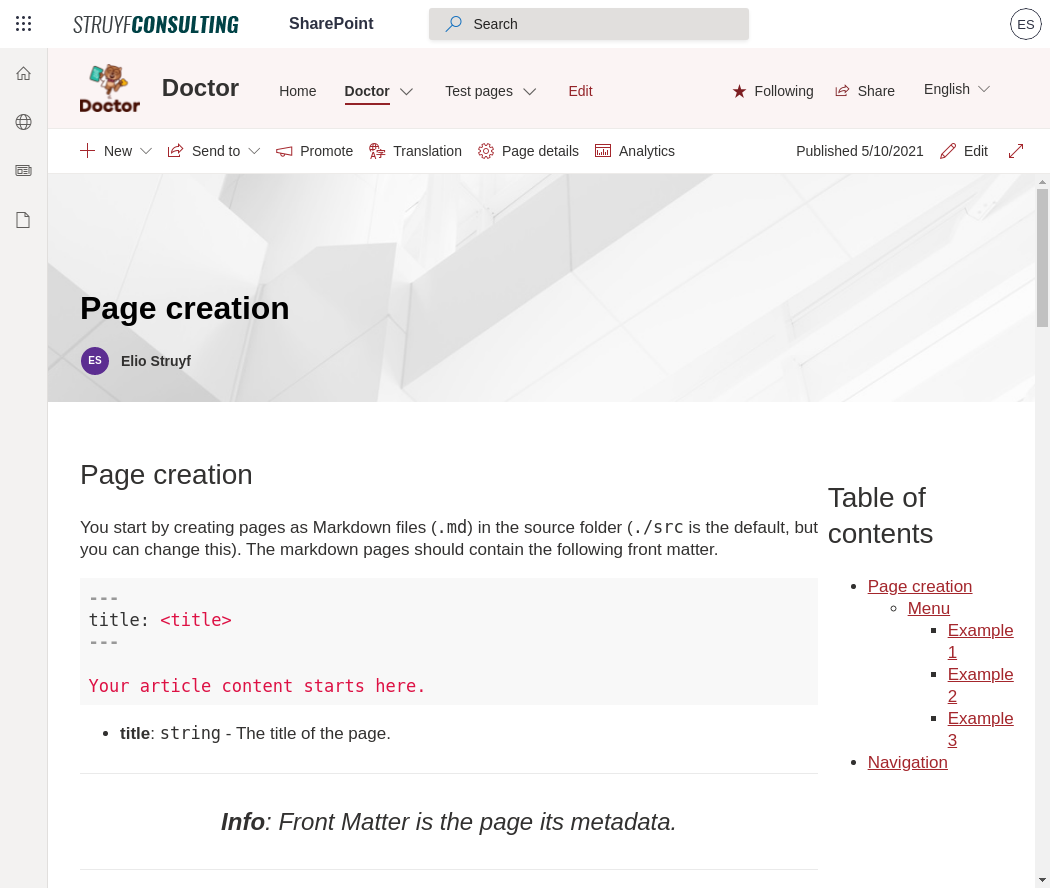 STRUYFCONSULTING SharePoint Search ES
Doctor Doctor Home Doctor Test pages Edit Following Share English
New Send to Promote Translation Page details Analytics Published 5/10/2021 Edit
Page creation
ES Elio Struyf
Page creation
You start by creating pages as Markdown files (.md) in the source folder (./src is the default, but
you can change this). The markdown pages should contain the following front matter.
---
title: <title>
---
Your article content starts here.
• title: string - The title of the page.
Info: Front Matter is the page its metadata.
Table of
contents
• Page creation
◦ Menu
▪ Example
1
▪ Example
2
▪ Example
3
• Navigation